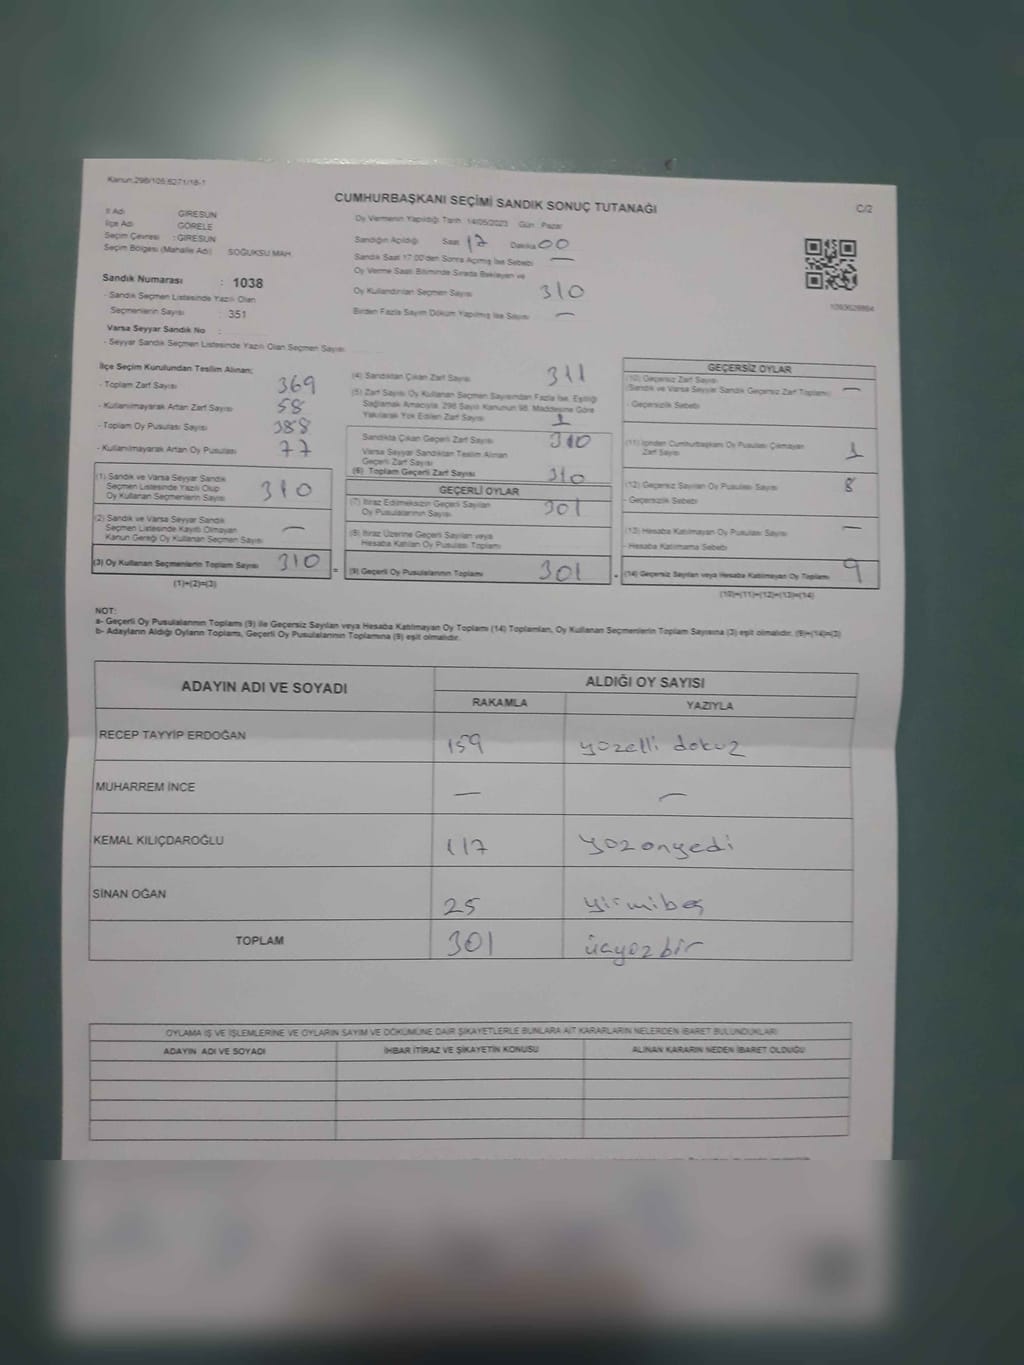 Kanun:298/105,6271/18-1
CUMHURBAŞKANI SEÇİMİ SANDIK SONUÇ TUTANAĞI
C/2
İl Adı GİRESUN
İlçe Adı GÖRELE
Seçim Çevresi : GİRESUN
Seçim Bölgesi (Mahalle Adı) SOĞUKSU MAH.
Sandık Numarası : 1038
- Sandık Seçmen Listesinde Yazılı Olan
Seçmenlerin Sayısı : 351
Varsa Seyyar Sandık No :
- Seyyar Sandık Seçmen Listesinde Yazılı Olan Seçmen Sayısı
Oy Vermenin Yapıldığı Tarih 14/05/2023 Gün : Pazar
Sandığın Açıldığı Saat 17 Dakika 00
Sandık Saat 17:00'den Sonra Açılmış İse Sebebi —
Oy Verme Saati Bitiminde Sırada Bekleyen ve
Oy Kullandırılan Seçmen Sayısı 310
Birden Fazla Sayım Döküm Yapılmış İse Sayısı —
İlçe Seçim Kurulundan Teslim Alınan;
- Toplam Zarf Sayısı 369
- Kullanılmayarak Artan Zarf Sayısı 58
- Toplam Oy Pusulası Sayısı 388
- Kullanılmayarak Artan Oy Pusulası 77
(1) Sandık ve Varsa Seyyar Sandık
Seçmen Listesinde Yazılı Olup
Oy Kullanan Seçmenlerin Sayısı 310
(2) Sandık ve Varsa Seyyar Sandık
Seçmen Listesinde Kayıtlı Olmayan
Kanun Gereği Oy Kullanan Seçmen Sayısı —
(3) Oy Kullanan Seçmenlerin Toplam Sayısı 310
(1)+(2)=(3)
(4) Sandıktan Çıkan Zarf Sayısı 311
(5) Zarf Sayısı Oy Kullanan Seçmen Sayısından Fazla İse, Eşitliği
Sağlamak Amacıyla, 298 Sayılı Kanunun 98. Maddesine Göre
Yakılarak Yok Edilen Zarf Sayısı 1
Sandıkta Çıkan Geçerli Zarf Sayısı 310
Varsa Seyyar Sandıktan Teslim Alınan
Geçerli Zarf Sayısı
(6) Toplam Geçerli Zarf Sayısı 310
GEÇERLİ OYLAR
(7) İtiraz Edilmeksizin Geçerli Sayılan
Oy Pusulalarının Sayısı 301
(8) İtiraz Üzerine Geçerli Sayılan veya
Hesaba Katılan Oy Pusulası Toplamı
= (9) Geçerli Oy Pusulalarının Toplamı 301
GEÇERSİZ OYLAR
(10) Geçersiz Zarf Sayısı
(Sandık ve Varsa Seyyar Sandık Geçersiz Zarf Toplamı) —
- Geçersizlik Sebebi
(11) İçinden Cumhurbaşkanı Oy Pusulası Çıkmayan
Zarf Sayısı 1
(12) Geçersiz Sayılan Oy Pusulası Sayısı 8
- Geçersizlik Sebebi
(13) Hesaba Katılmayan Oy Pusulası Sayısı —
- Hesaba Katılmama Sebebi
+ (14) Geçersiz Sayılan veya Hesaba Katılmayan Oy Toplamı 9
(10)+(11)+(12)+(13)=(14)
NOT:
a- Geçerli Oy Pusulalarının Toplamı (9) ile Geçersiz Sayılan veya Hesaba Katılmayan Oy Toplamı (14) Toplamları, Oy Kullanan Seçmenlerin Toplam Sayısına (3) eşit olmalıdır. (9)+(14)=(3)
b- Adayların Aldığı Oyların Toplamı, Geçerli Oy Pusulalarının Toplamına (9) eşit olmalıdır.
ADAYIN ADI VE SOYADI ALDIĞI OY SAYISI
RAKAMLA YAZIYLA
RECEP TAYYİP ERDOĞAN 159 yüzelli dokuz
MUHARREM İNCE — —
KEMAL KILIÇDAROĞLU 117 yüzonyedi
SİNAN OĞAN 25 yirmibeş
TOPLAM 301 üçyüzbir
OYLAMA İŞ VE İŞLEMLERİNE VE OYLARIN SAYIM VE DÖKÜMÜNE DAİR ŞİKAYETLERLE BUNLARA AİT KARARLARIN NELERDEN İBARET BULUNDUKLARI
ADAYIN ADI VE SOYADI İHBAR İTİRAZ VE ŞİKAYETİN KONUSU ALINAN KARARIN NEDEN İBARET OLDUĞU